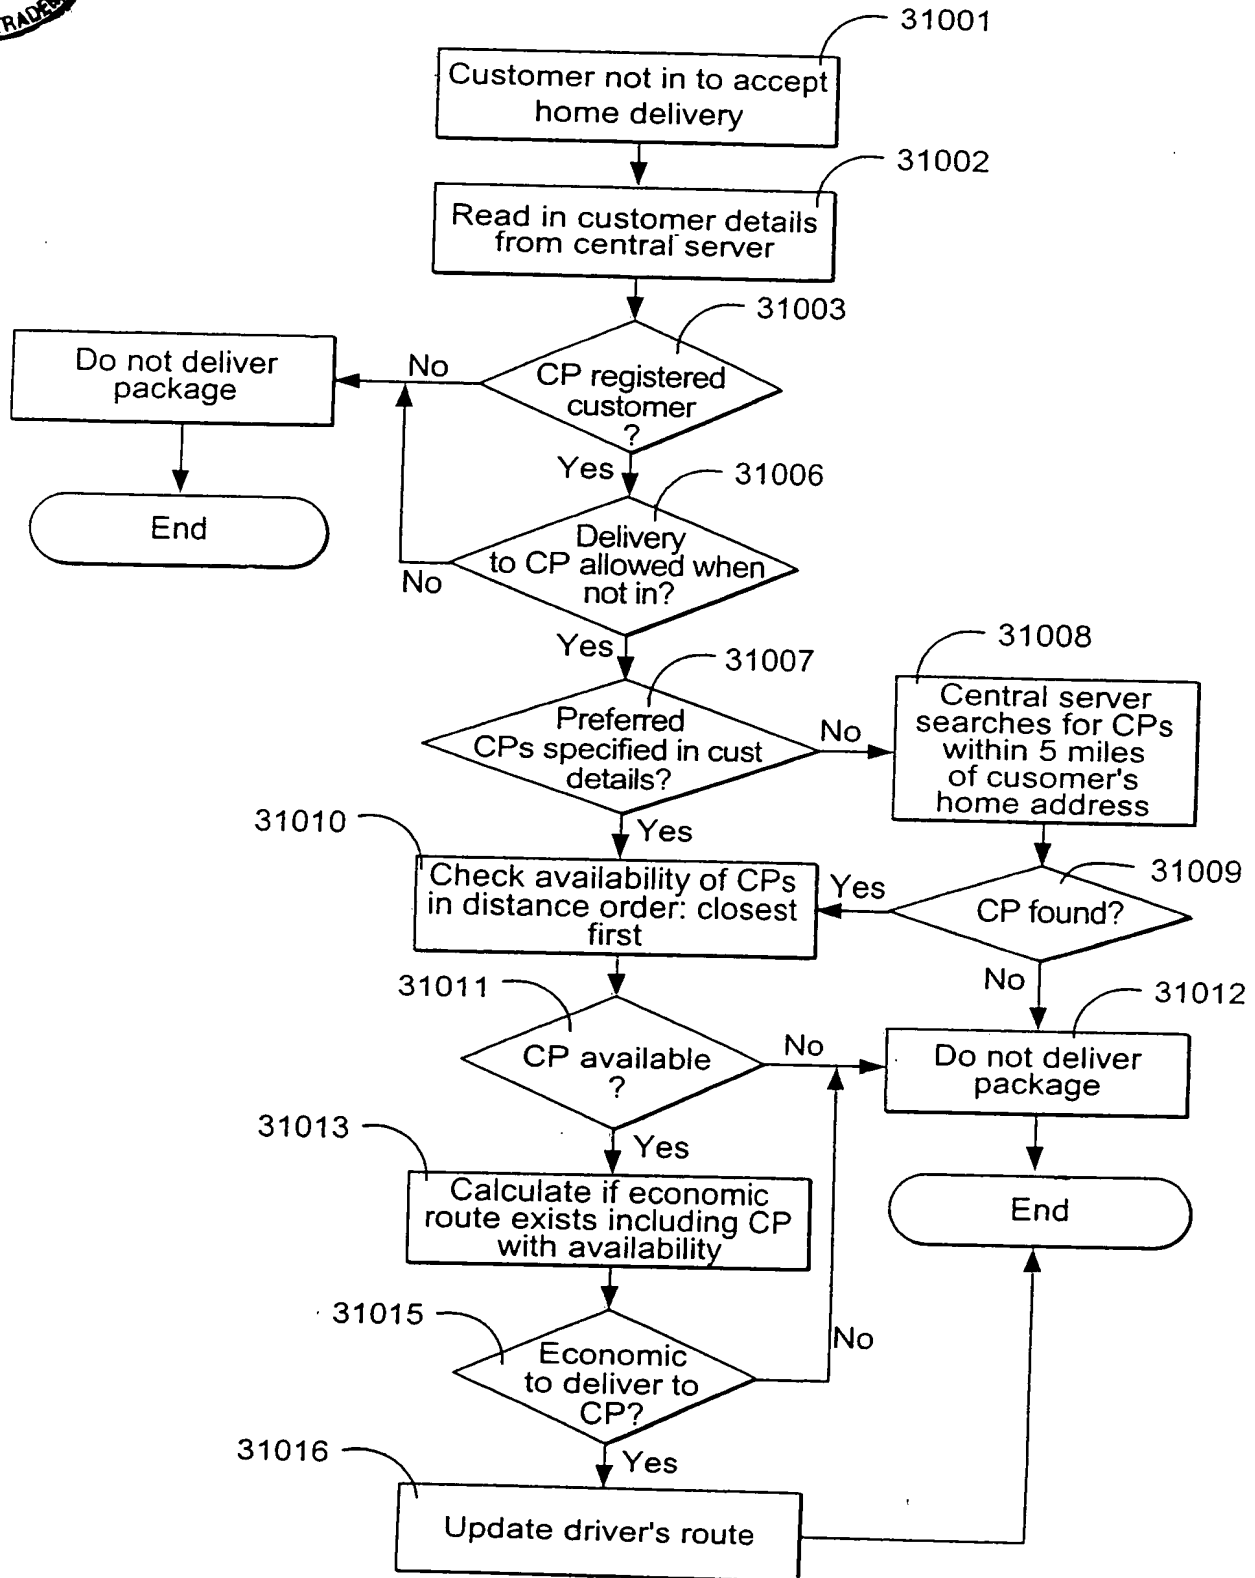 TRADE
31001
Customer not in to accept
home delivery
31002
Read in customer details
from central server
31003
CP registered
customer
?
No
Do not deliver
package
End
Yes
31006
Delivery
to CP allowed when
not in?
No
Yes
31007
Preferred
CPs specified in cust
details?
No
31008
Central server
searches for CPs
within 5 miles
of cusomer's
home address
Yes
31010
Check availability of CPs
in distance order: closest
first
31009
CP found?
Yes
No
31011
CP available
?
No
31012
Do not deliver
package
End
Yes
31013
Calculate if economic
route exists including CP
with availability
31015
Economic
to deliver to
CP?
No
Yes
31016
Update driver's route